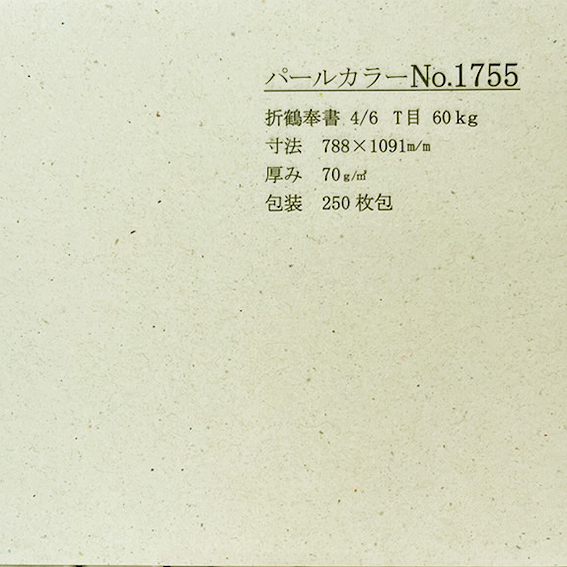 パールカラーNo.1755
折鶴奉書 4/6 T目 60kg
寸法 788×1091m/m
厚み 70g/㎡
包装 250枚包